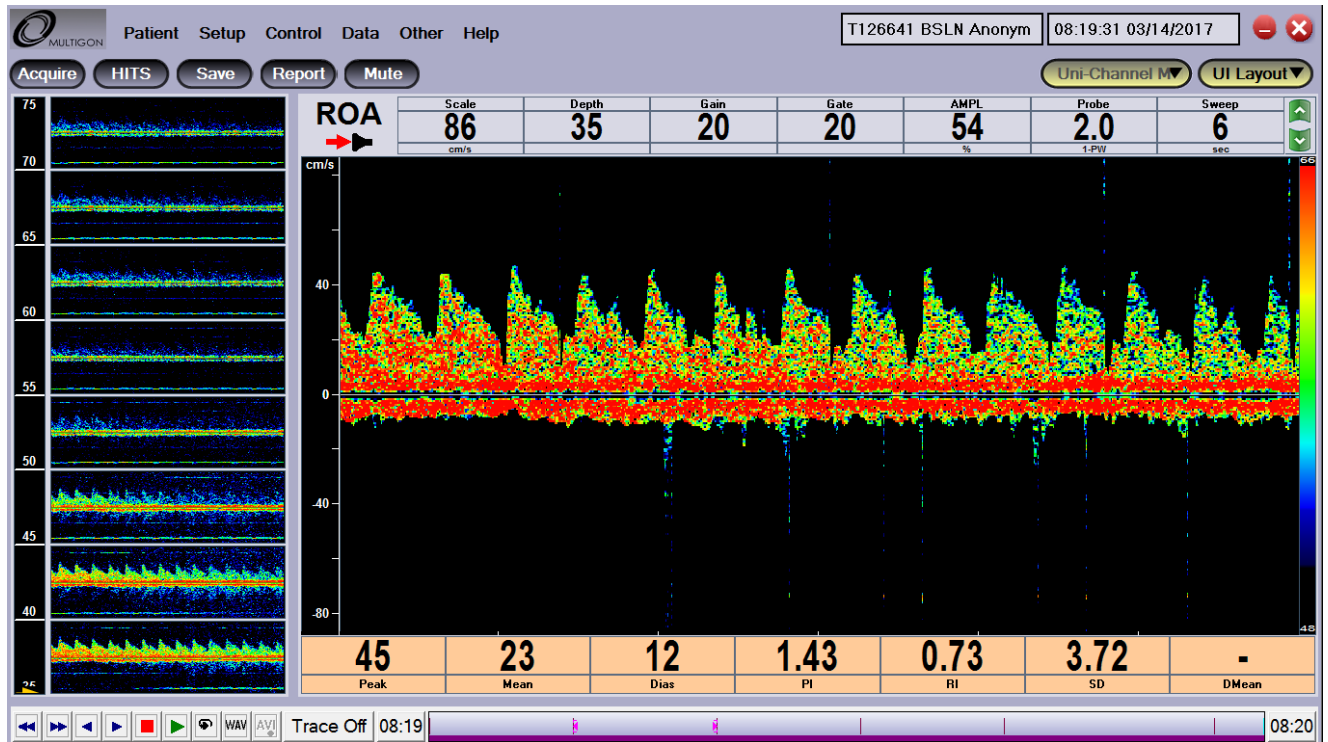 MULTIGON Patient Setup Control Data Other Help T126641 BSLN Anonym 08:19:31 03/14/2017
Acquire HITS Save Report Mute Uni-Channel M UI Layout
ROA
Scale Depth Gain Gate AMPL Probe Sweep
86 35 20 20 54 2.0 6
cm/s % 1-PW sec
75
70
65
60
55
50
45
40
cm/s
40
0
-40
-80
66
48
45 23 12 1.43 0.73 3.72 -
Peak Mean Dias PI RI SD DMean
WAV AVI Trace Off 08:19 08:20